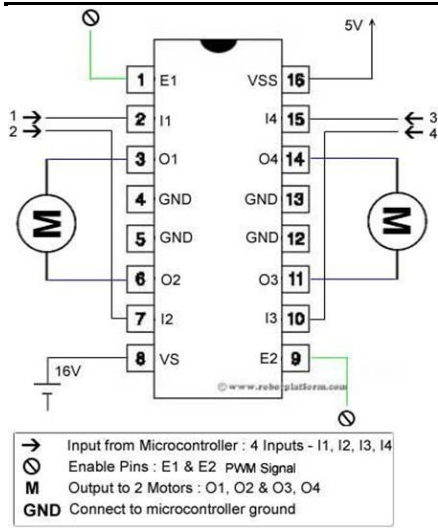 5V
1 E1 VSS 16
1 2 I1 I4 15 3
2 4
3 O1 O4 14
4 GND GND 13
M M
5 GND GND 12
6 O2 O3 11
7 I2 I3 10
16V 8 VS E2 9
©www.roboplatform.com
Input from Microcontroller : 4 Inputs - I1, I2, I3, I4
Enable Pins : E1 & E2 PWM Signal
M Output to 2 Motors : O1, O2 & O3, O4
GND Connect to microcontroller ground